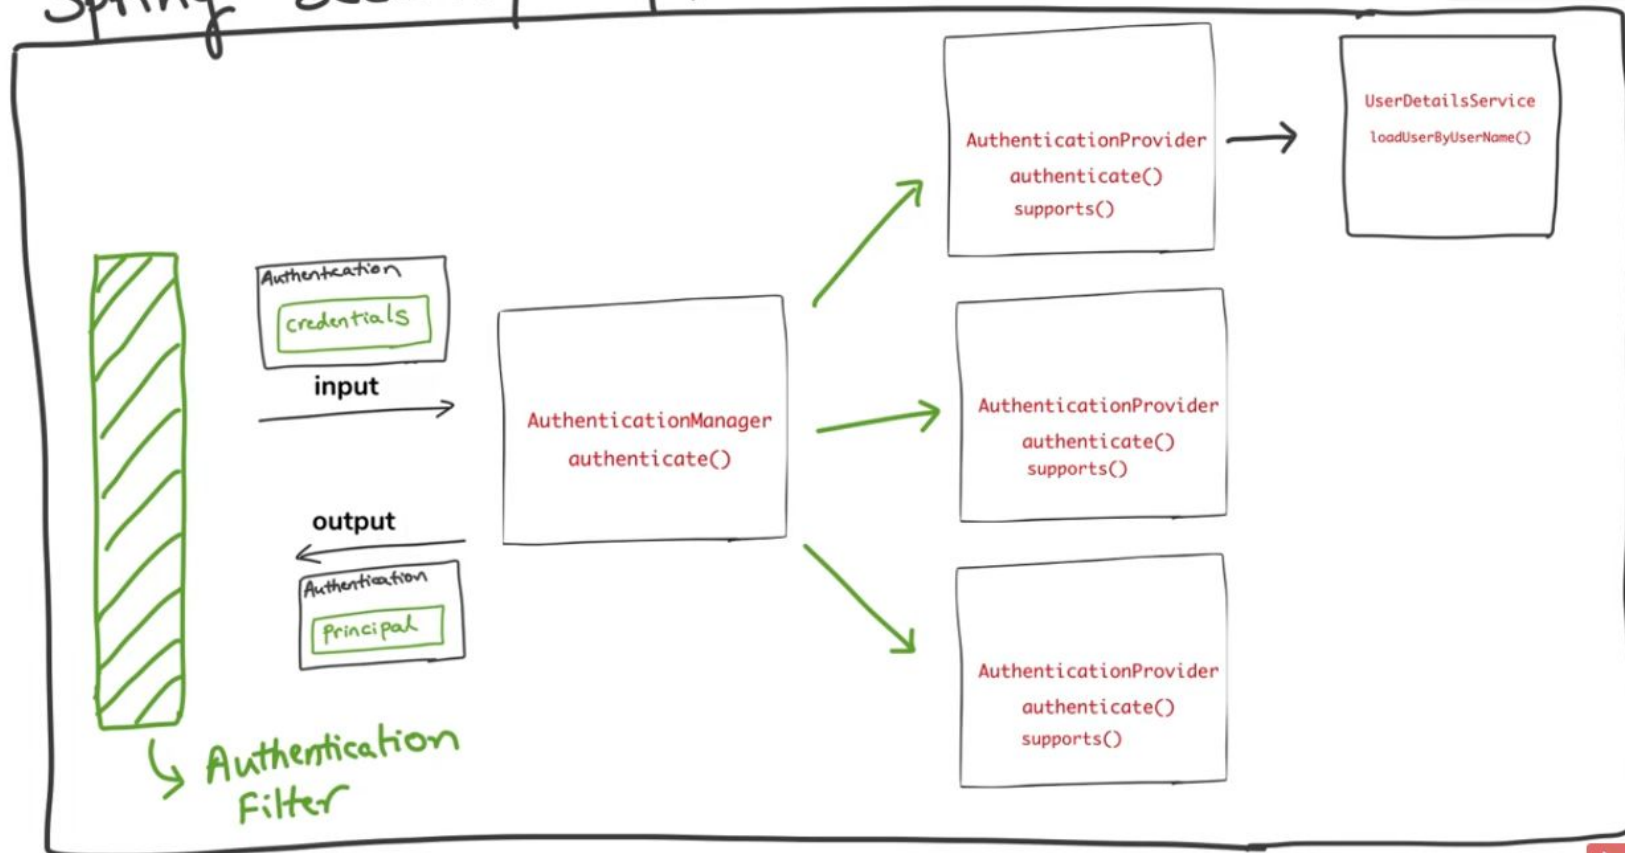 Spring
Authentication
credentials
input
output
Authentication
Principal
Authentication
Filter
AuthenticationManager
authenticate()
AuthenticationProvider
authenticate()
supports()
AuthenticationProvider
authenticate()
supports()
AuthenticationProvider
authenticate()
supports()
UserDetailsService
loadUserByUserName()